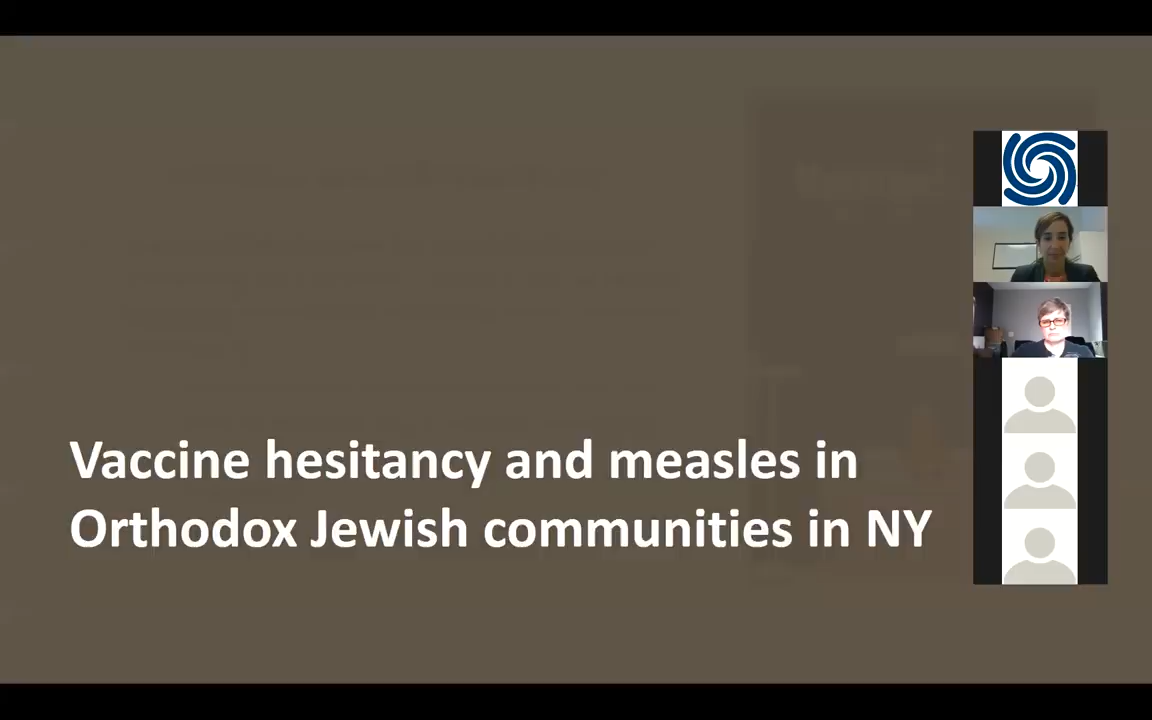 Vaccine hesitancy and measles in
Orthodox Jewish communities in NY